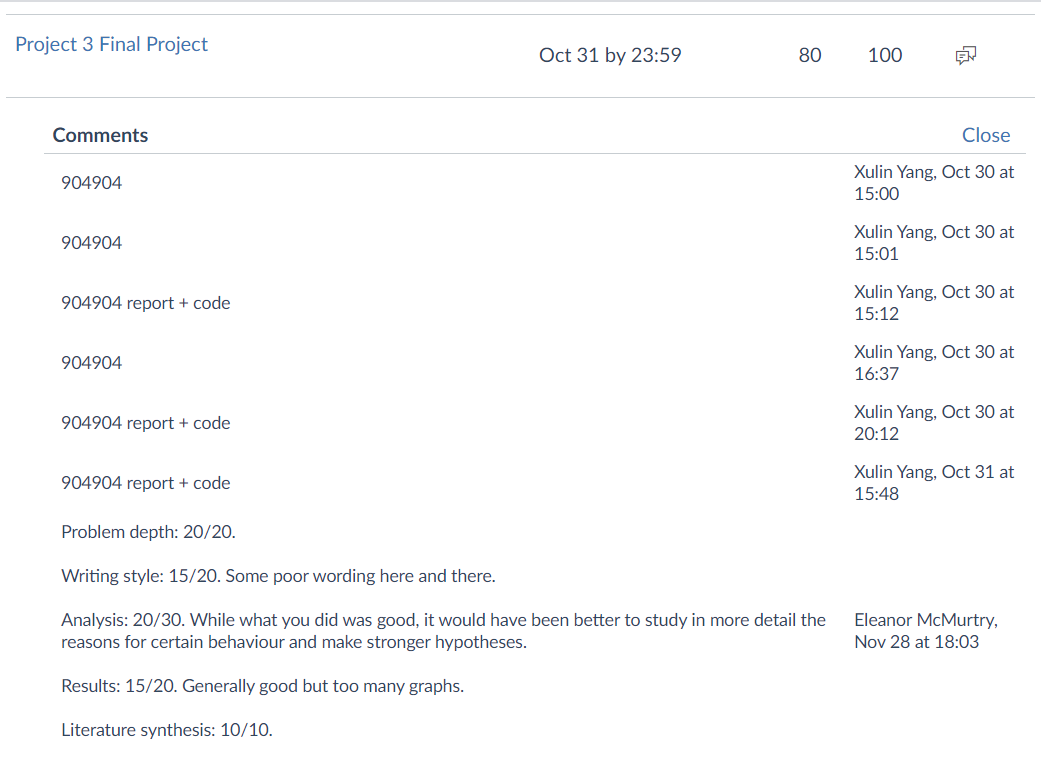 Project 3 Final Project
Oct 31 by 23:59
80
100
Comments
Close
904904
Xulin Yang, Oct 30 at
15:00
904904
Xulin Yang, Oct 30 at
15:01
904904 report + code
Xulin Yang, Oct 30 at
15:12
904904
Xulin Yang, Oct 30 at
16:37
904904 report + code
Xulin Yang, Oct 30 at
20:12
904904 report + code
Xulin Yang, Oct 31 at
15:48
Problem depth: 20/20.
Writing style: 15/20. Some poor wording here and there.
Analysis: 20/30. While what you did was good, it would have been better to study in more detail the
reasons for certain behaviour and make stronger hypotheses.
Eleanor McMurtry,
Nov 28 at 18:03
Results: 15/20. Generally good but too many graphs.
Literature synthesis: 10/10.